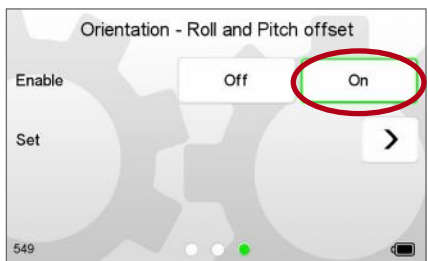 Orientation - Roll and Pitch offset
Enable Off On
Set >
549